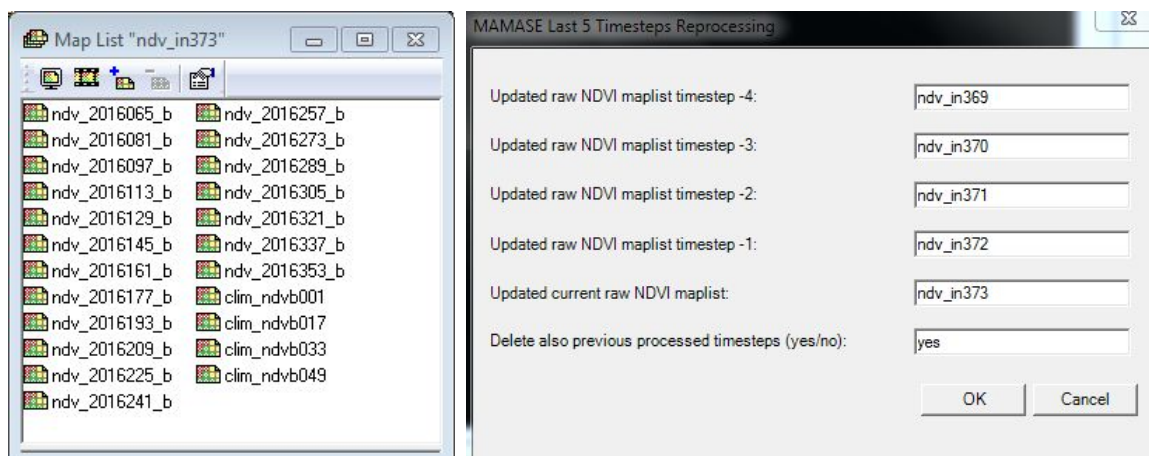 Map List "ndv_in373"
ndv_2016065_b
ndv_2016081_b
ndv_2016097_b
ndv_2016113_b
ndv_2016129_b
ndv_2016145_b
ndv_2016161_b
ndv_2016177_b
ndv_2016193_b
ndv_2016209_b
ndv_2016225_b
ndv_2016241_b
ndv_2016257_b
ndv_2016273_b
ndv_2016289_b
ndv_2016305_b
ndv_2016321_b
ndv_2016337_b
ndv_2016353_b
clim_ndvb001
clim_ndvb017
clim_ndvb033
clim_ndvb049
MAMASE Last 5 Timesteps Reprocessing
Updated raw NDVI maplist timestep -4: ndv_in369
Updated raw NDVI maplist timestep -3: ndv_in370
Updated raw NDVI maplist timestep -2: ndv_in371
Updated raw NDVI maplist timestep -1: ndv_in372
Updated current raw NDVI maplist: ndv_in373
Delete also previous processed timesteps (yes/no): yes
OK Cancel